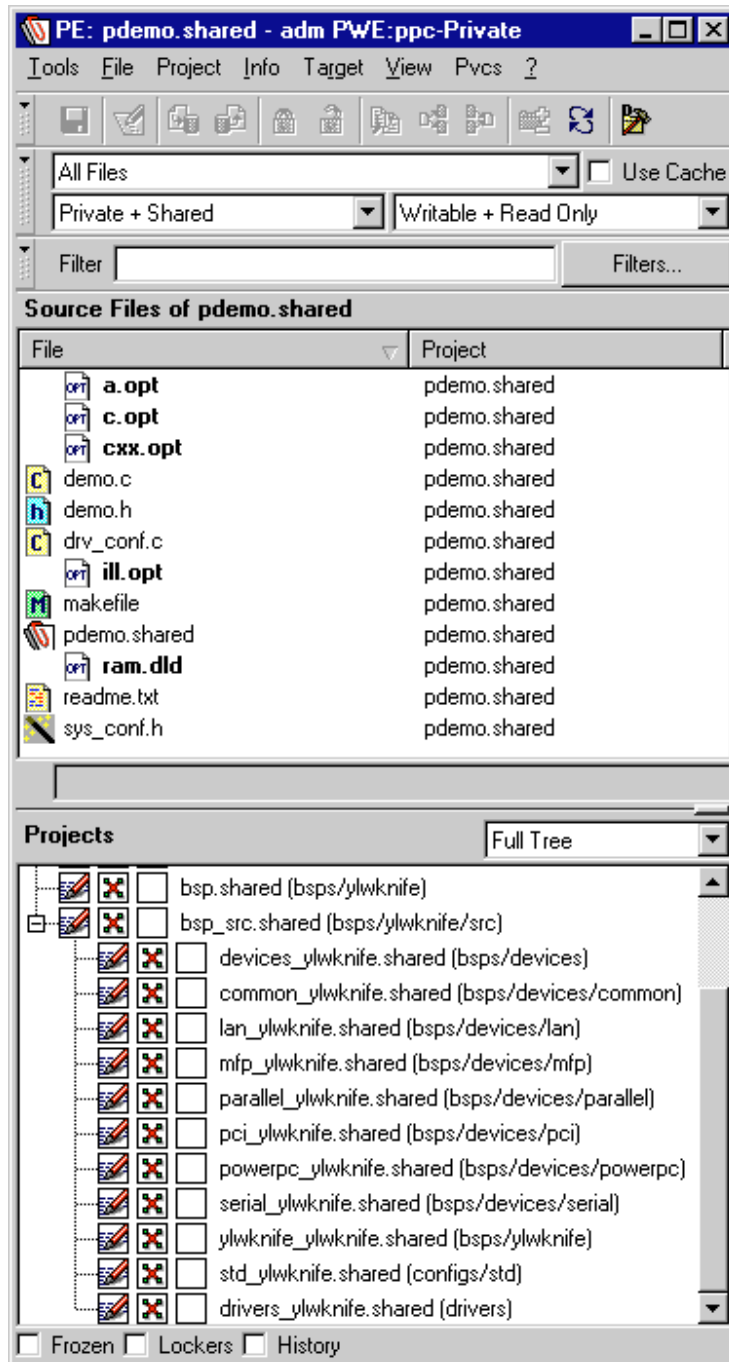 PE: pdemo.shared - adm PWE:ppc-Private
Tools File Project Info Target View Pvcs ?
All Files Use Cache
Private + Shared Writable + Read Only
Filter Filters...
Source Files of pdemo.shared
File Project
OPT a.opt pdemo.shared
OPT c.opt pdemo.shared
OPT cxx.opt pdemo.shared
C demo.c pdemo.shared
h demo.h pdemo.shared
C drv_conf.c pdemo.shared
OPT ill.opt pdemo.shared
M makefile pdemo.shared
pdemo.shared pdemo.shared
OPT ram.dld pdemo.shared
readme.txt pdemo.shared
sys_conf.h pdemo.shared
Projects Full Tree
bsp.shared (bsps/ylwknife)
bsp_src.shared (bsps/ylwknife/src)
devices_ylwknife.shared (bsps/devices)
common_ylwknife.shared (bsps/devices/common)
lan_ylwknife.shared (bsps/devices/lan)
mfp_ylwknife.shared (bsps/devices/mfp)
parallel_ylwknife.shared (bsps/devices/parallel)
pci_ylwknife.shared (bsps/devices/pci)
powerpc_ylwknife.shared (bsps/devices/powerpc)
serial_ylwknife.shared (bsps/devices/serial)
ylwknife_ylwknife.shared (bsps/ylwknife)
std_ylwknife.shared (configs/std)
drivers_ylwknife.shared (drivers)
Frozen Lockers History